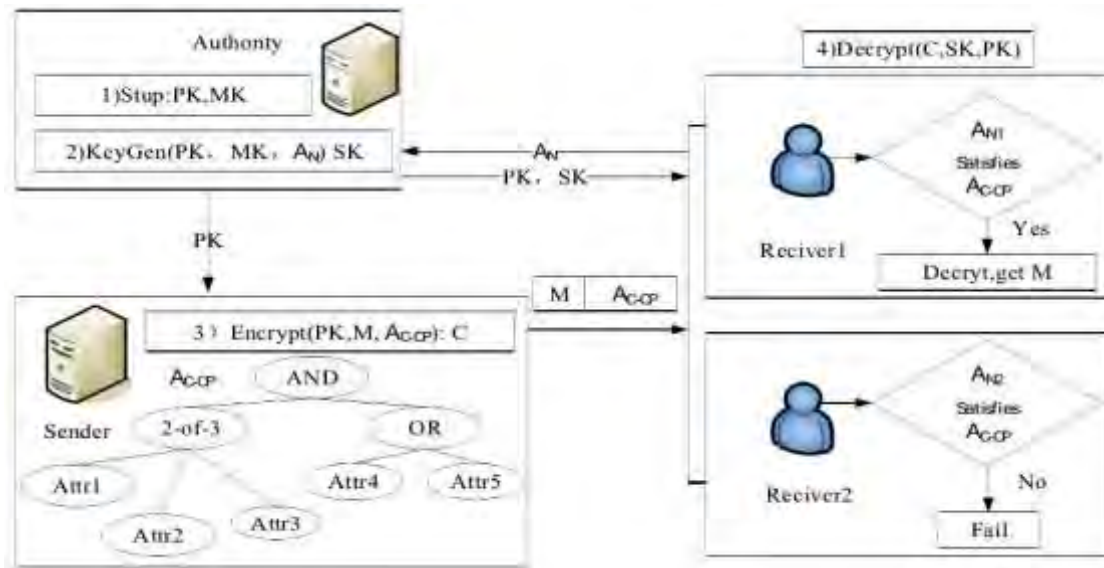 Authonty
1)Stup:PK,MK
2)KeyGen(PK, MK, AN) SK
AN
PK, SK
PK
4)Decrypt((C,SK,PK)
AN1
Satisfies
AC-CP
Reciver1
Yes
Decryt,get M
M AC-CP
3) Encrypt(PK,M, AC-CP): C
AC-CP
AND
Sender
2-of-3
OR
Attr1
Attr2
Attr3
Attr4
Attr5
AN2
Satisfies
AC-CP
Reciver2
No
Fail